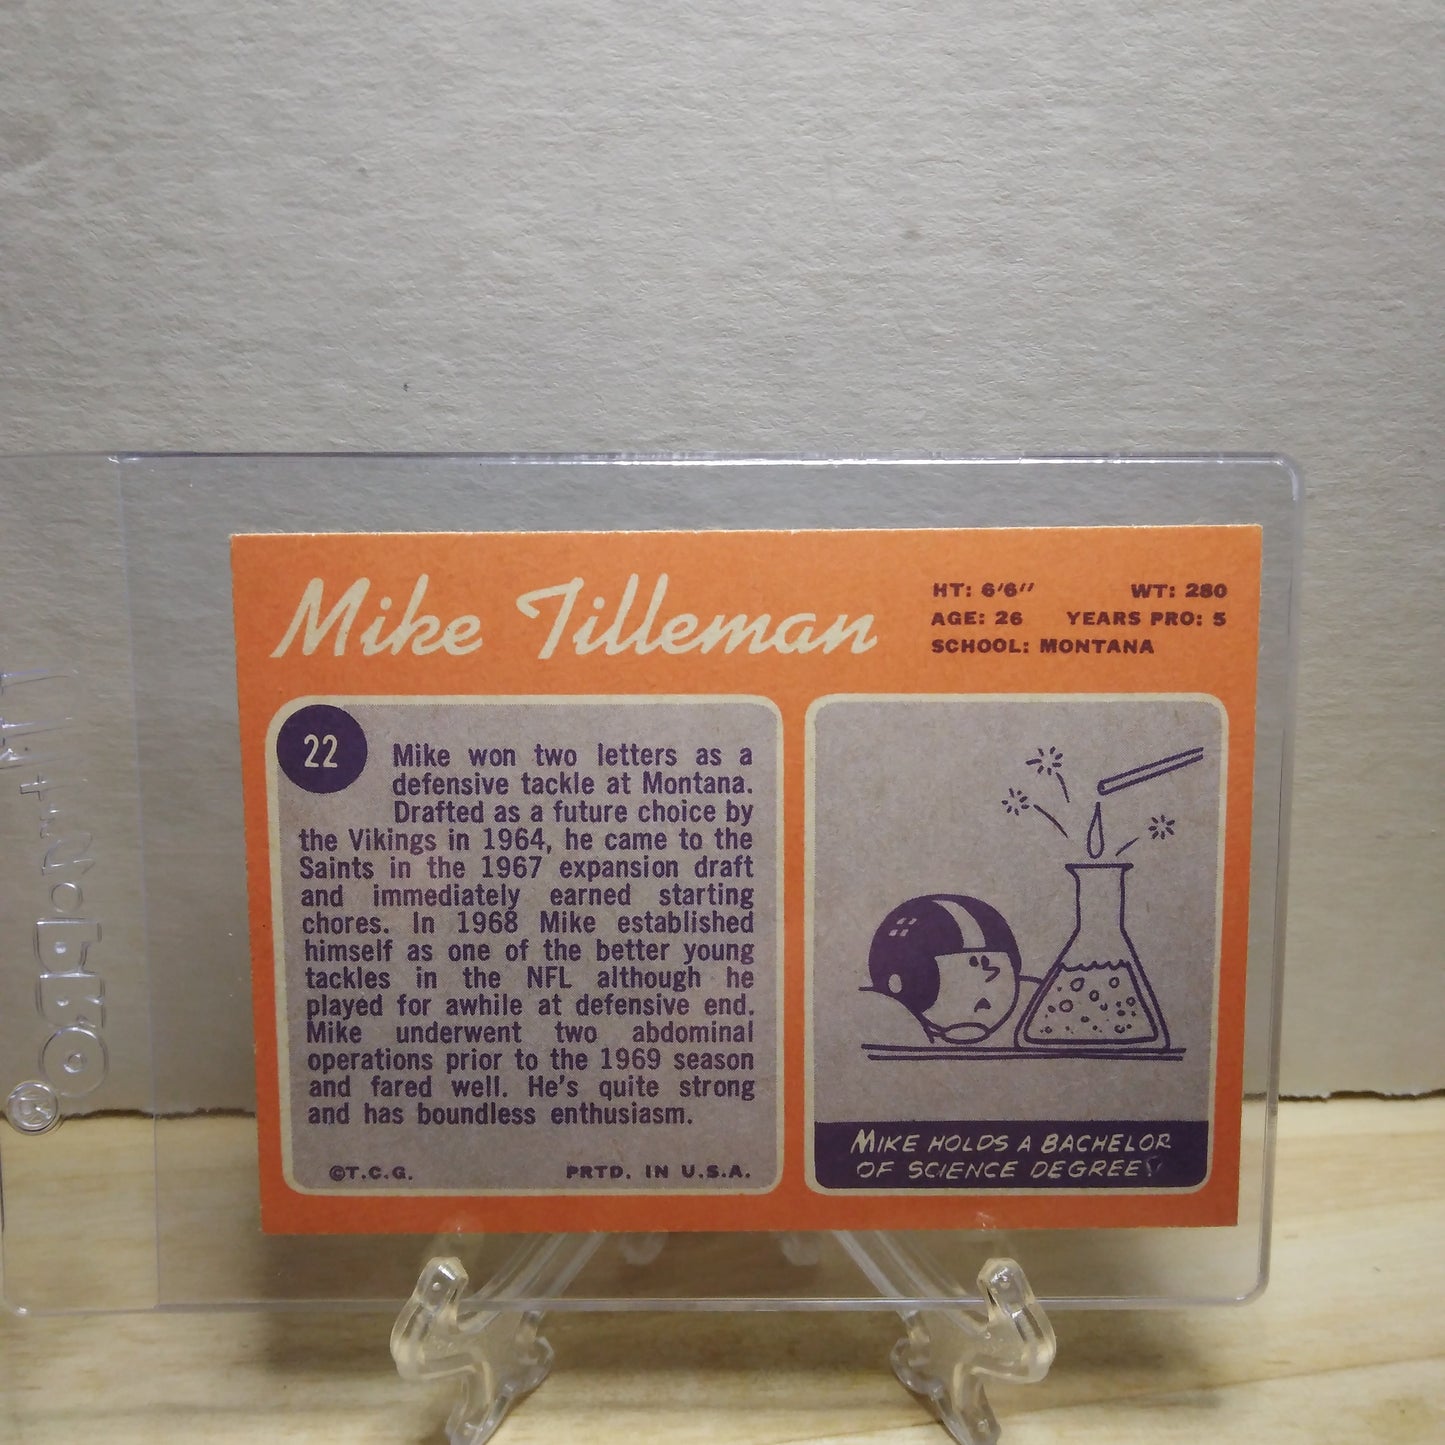 Mike Tilleman
HT: 6'6"
WT: 280
AGE: 26
YEARS PRO: 5
SCHOOL: MONTANA
22
Mike won two letters as a
defensive tackle at Montana.
Drafted as a future choice by
the Vikings in 1964, he came to the
Saints in the 1967 expansion draft
and immediately earned starting
chores. In 1968 Mike established
himself as one of the better young
tackles in the NFL although he
played for awhile at defensive end.
Mike underwent two abdominal
operations prior to the 1969 season
and fared well. He's quite strong
and has boundless enthusiasm.
©T.C.G.
PRTD. IN U.S.A.
MIKE HOLDS A BACHELOR
OF SCIENCE DEGREE